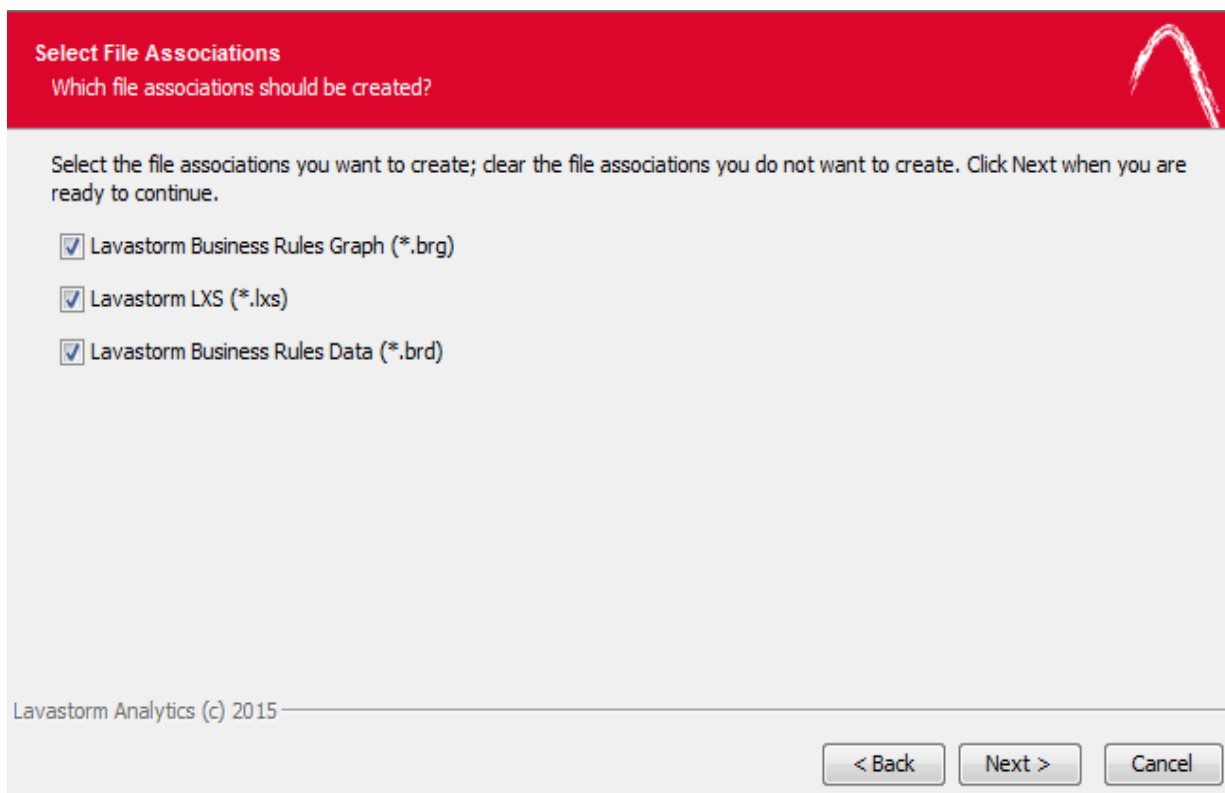 Select File Associations
Which file associations should be created?
Select the file associations you want to create; clear the file associations you do not want to create. Click Next when you are
ready to continue.
Lavastorm Business Rules Graph (*.brg)
Lavastorm LXS (*.lxs)
Lavastorm Business Rules Data (*.brd)
Lavastorm Analytics (c) 2015
< Back Next > Cancel